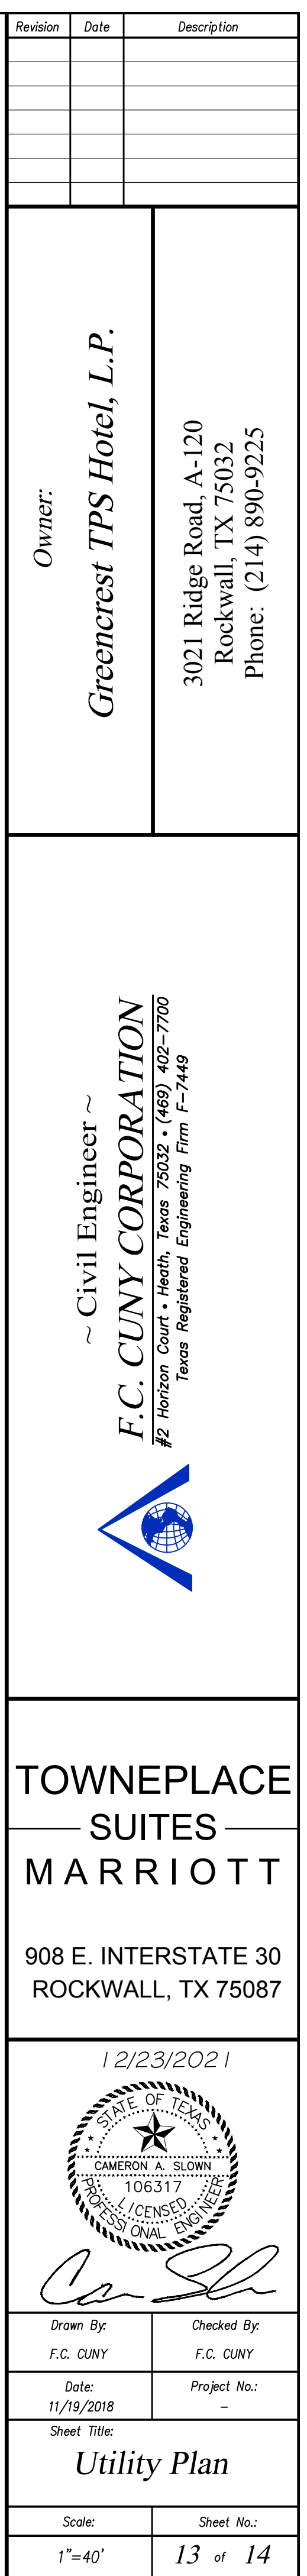 Revision Date Description
Owner:
Greencrest TPS Hotel, L.P.
3021 Ridge Road, A-120
Rockwall, TX 75032
Phone: (214) 890-9225
~ Civil Engineer ~
F.C. CUNY CORPORATION
#2 Horizon Court • Heath, Texas 75032 • (469) 402-7700
Texas Registered Engineering Firm F-7449
TOWNEPLACE
SUITES
MARRIOTT
908 E. INTERSTATE 30
ROCKWALL, TX 75087
12/23/2021
STATE OF TEXAS
CAMERON A. SLOWN
106317
LICENSED
PROFESSIONAL ENGINEER
Drawn By: Checked By:
F.C. CUNY F.C. CUNY
Date: Project No.:
11/19/2018 –
Sheet Title:
Utility Plan
Scale: Sheet No.:
1"=40' 13 of 14